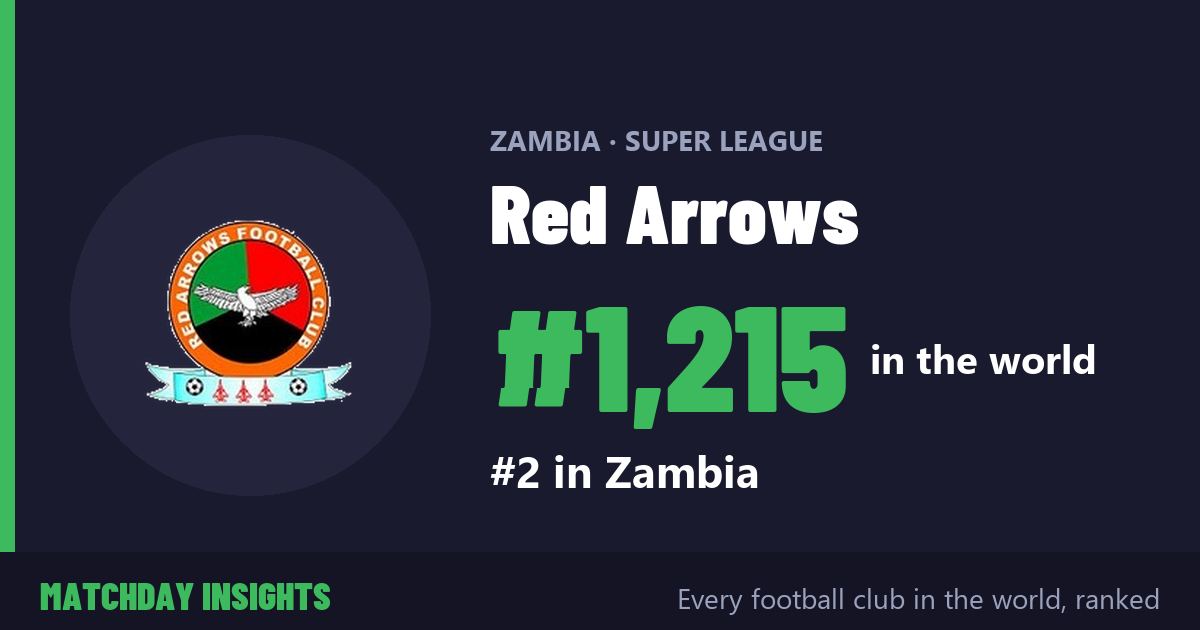 ZAMBIA · SUPER LEAGUE
Red Arrows
#1,215 in the world
#2 in Zambia
RED ARROWS FOOTBALL CLUB
MATCHDAY INSIGHTS
Every football club in the world, ranked